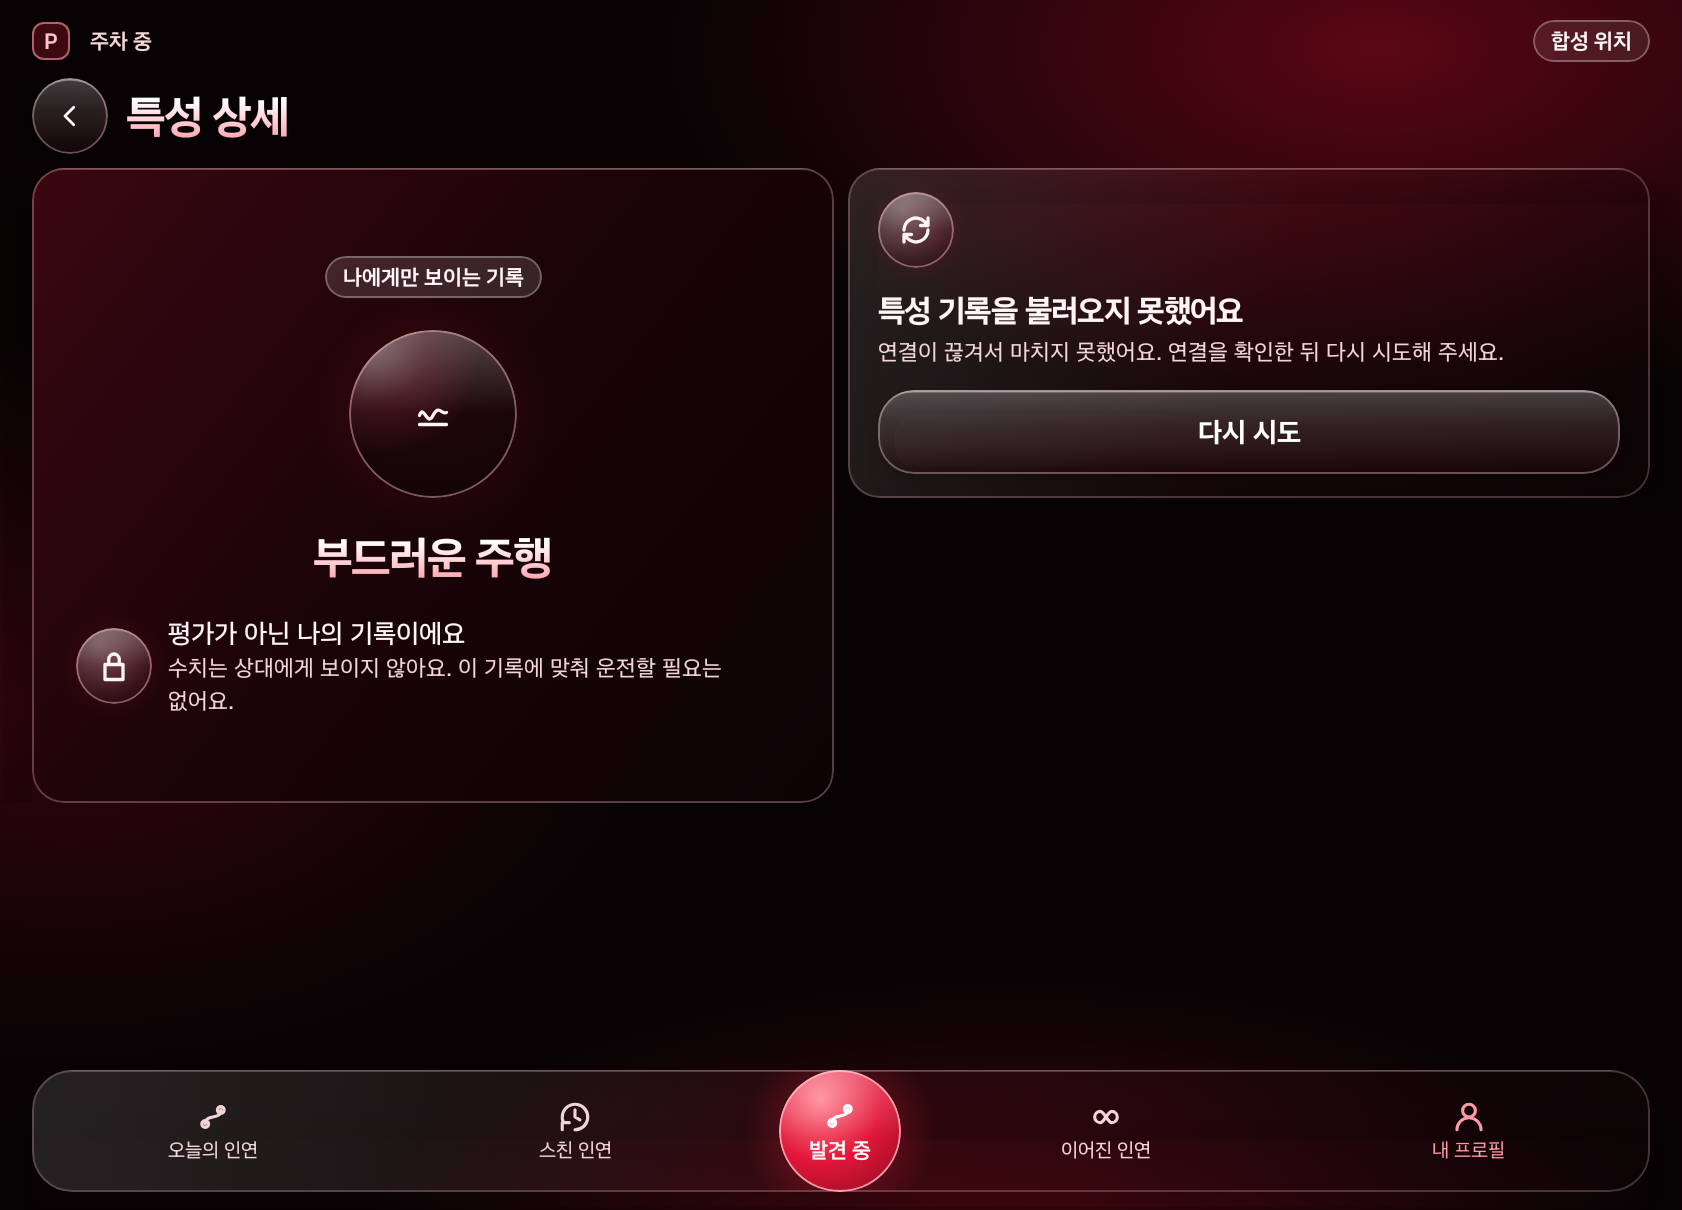 P 주차 중
합성 위치
특성 상세
나에게만 보이는 기록
부드러운 주행
평가가 아닌 나의 기록이에요
수치는 상대에게 보이지 않아요. 이 기록에 맞춰 운전할 필요는
없어요.
특성 기록을 불러오지 못했어요
연결이 끊겨서 마치지 못했어요. 연결을 확인한 뒤 다시 시도해 주세요.
다시 시도
오늘의 인연
스친 인연
발견 중
이어진 인연
내 프로필